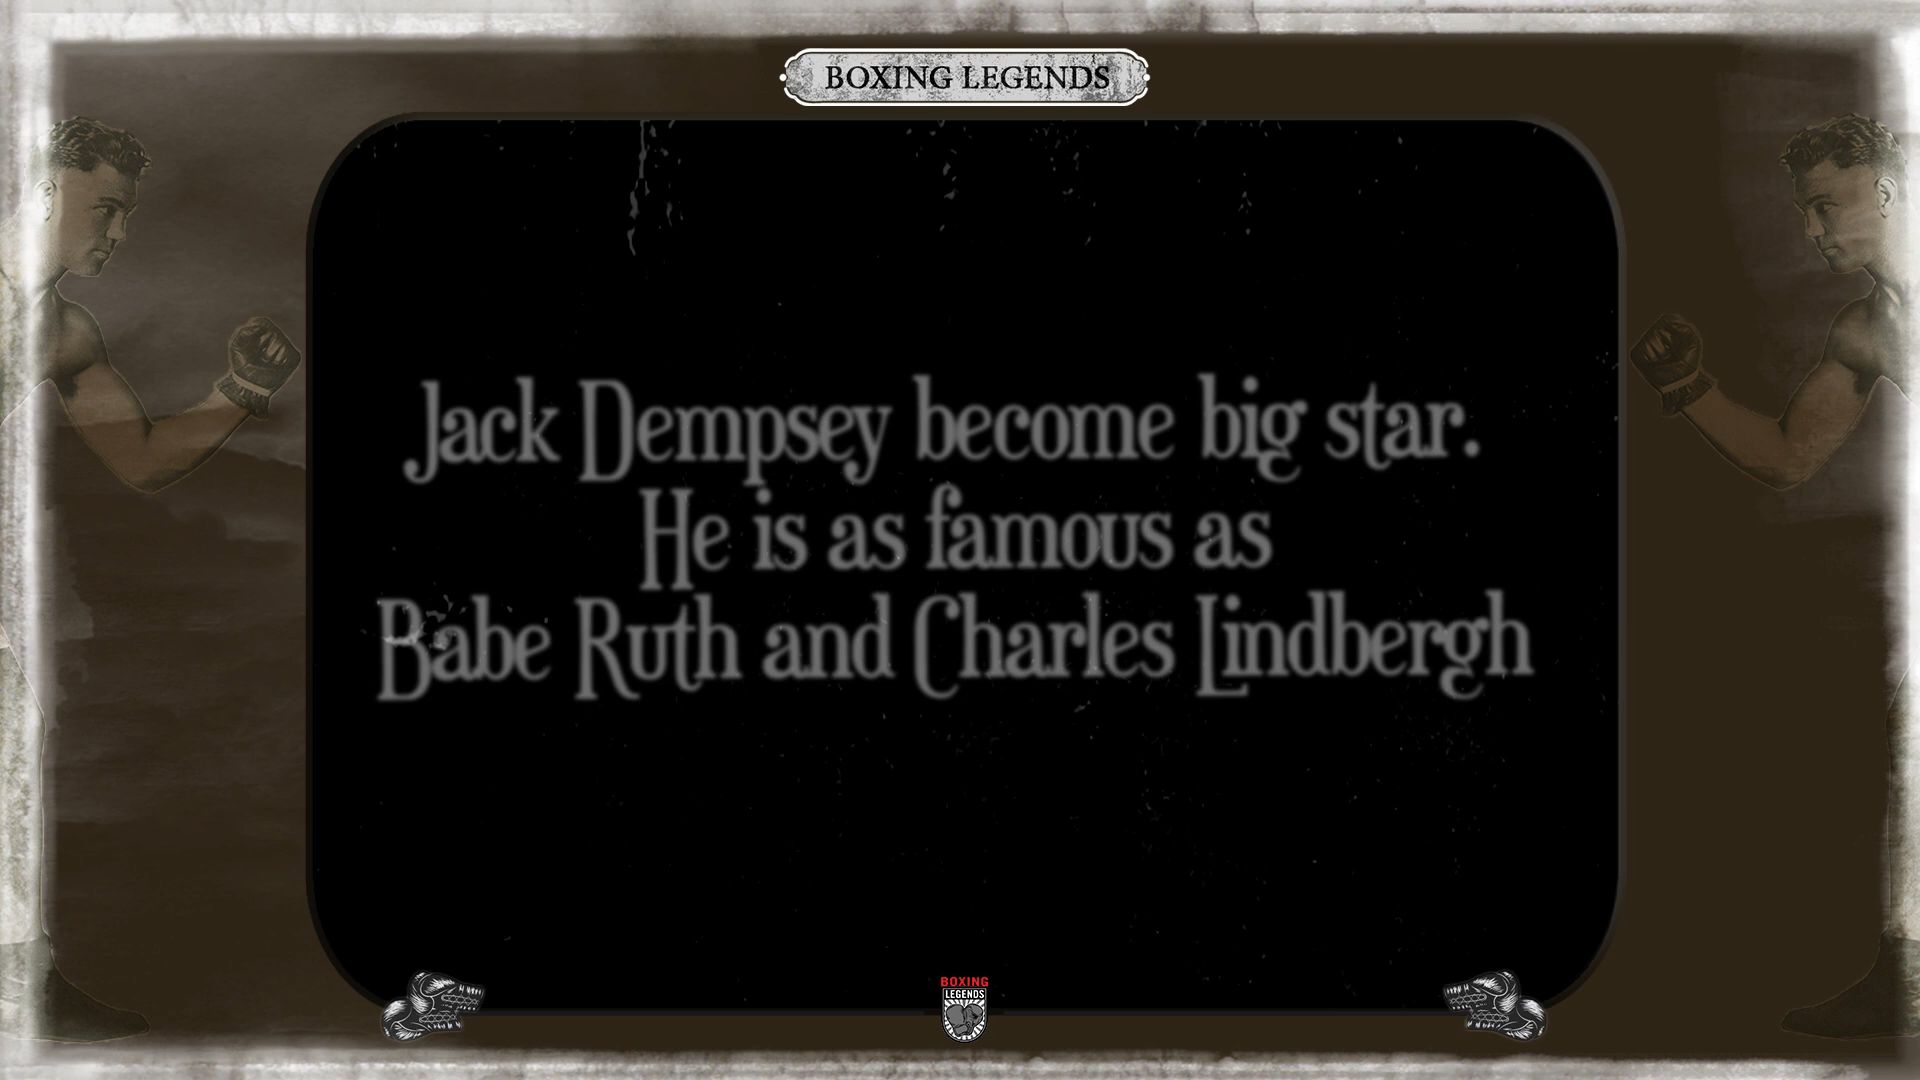 BOXING LEGENDS
Jack Dempsey become big star.
He is as famous as
Babe Ruth and Charles Lindbergh
BOXING
LEGENDS